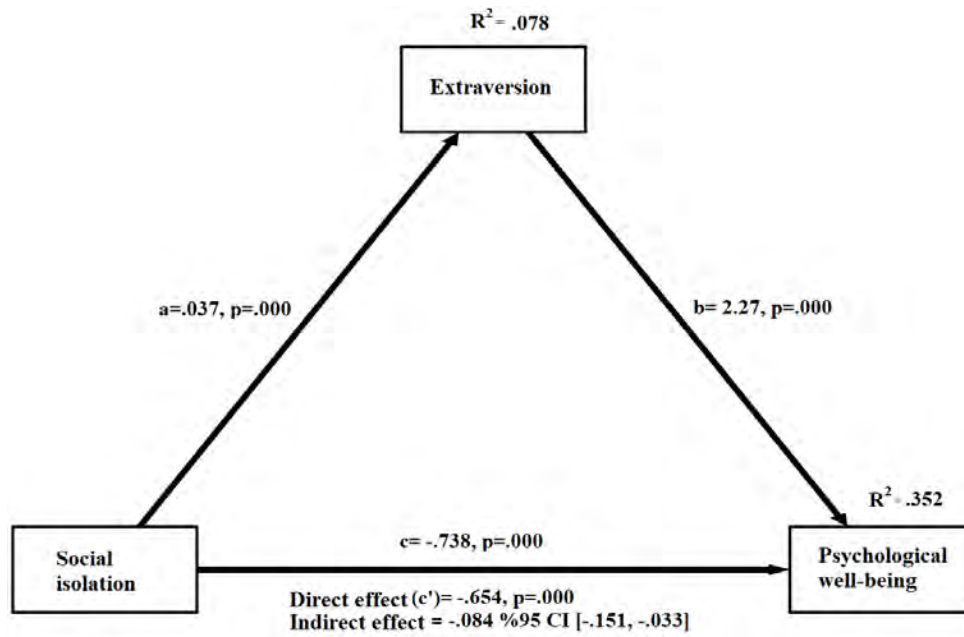 R² = .078
Extraversion
a=.037, p=.000
b= 2.27, p=.000
R² = .352
Social
isolation
c= -.738, p=.000
Psychological
well-being
Direct effect (c')= -.654, p=.000
Indirect effect = -.084 %95 CI [-.151, -.033]